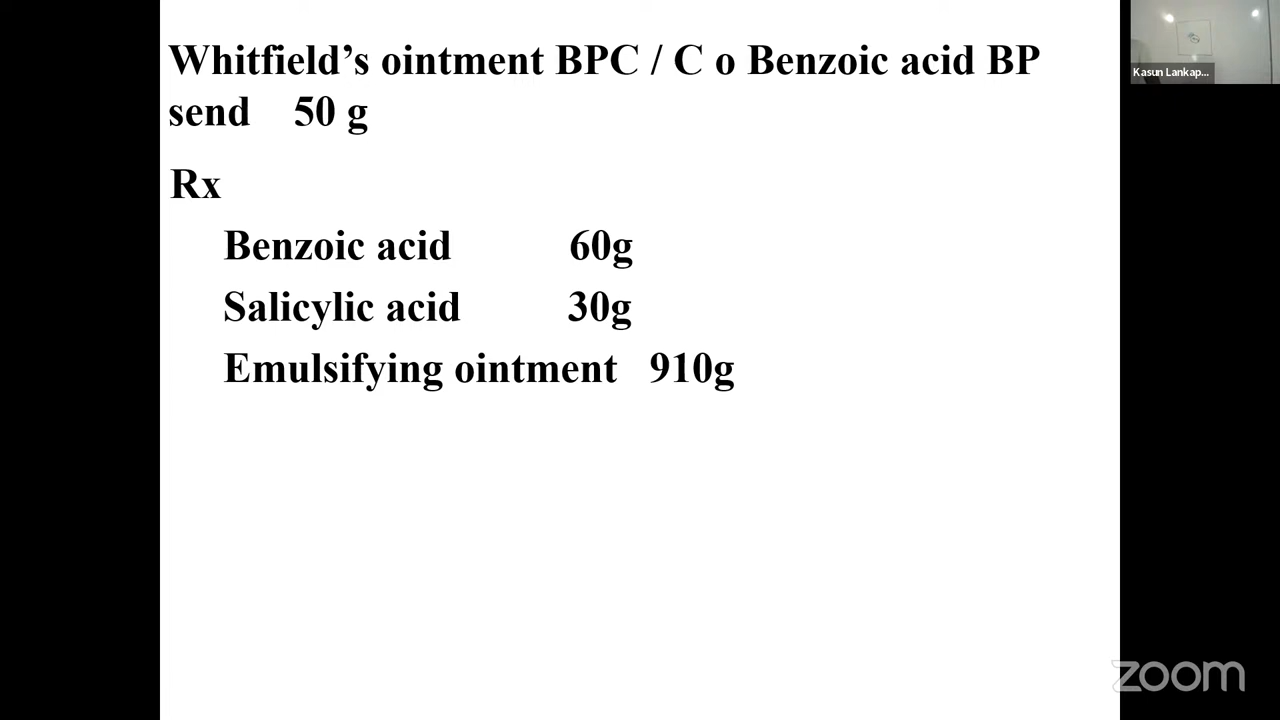 Whitfield’s ointment BPC / C o Benzoic acid BP
send 50 g
Rx
Benzoic acid 60g
Salicylic acid 30g
Emulsifying ointment 910g
Kasun Lankap...
zoom